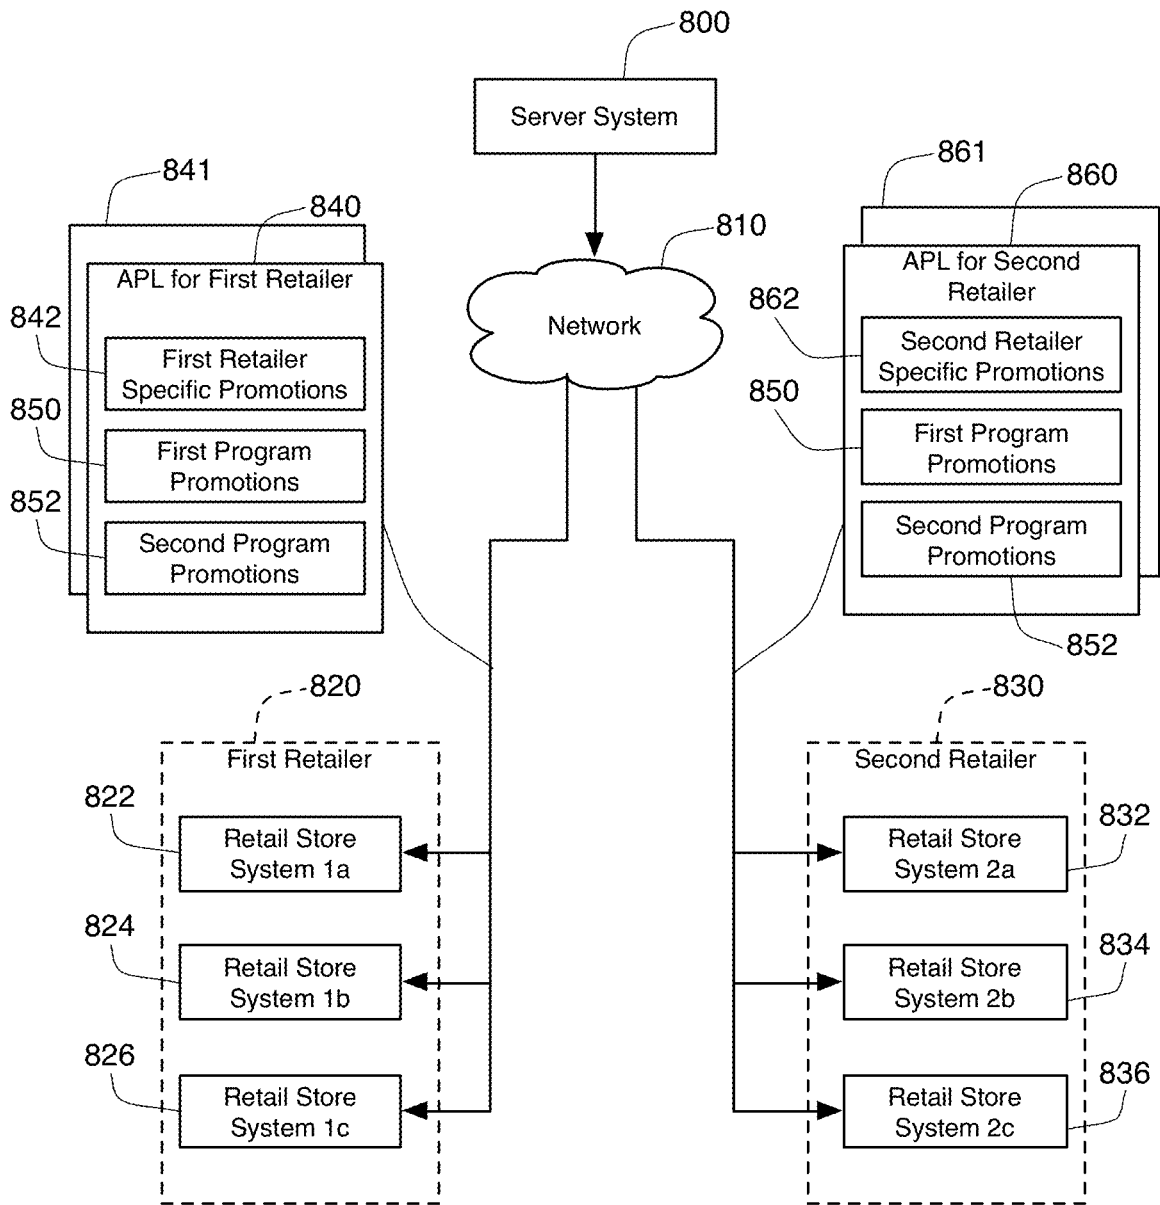 800
Server System
841
840
APL for First Retailer
842
First Retailer
Specific Promotions
850
First Program
Promotions
852
Second Program
Promotions
810
Network
861
860
APL for Second
Retailer
862
Second Retailer
Specific Promotions
850
First Program
Promotions
Second Program
Promotions
852
820
First Retailer
822
Retail Store
System 1a
824
Retail Store
System 1b
826
Retail Store
System 1c
830
Second Retailer
832
Retail Store
System 2a
834
Retail Store
System 2b
836
Retail Store
System 2c